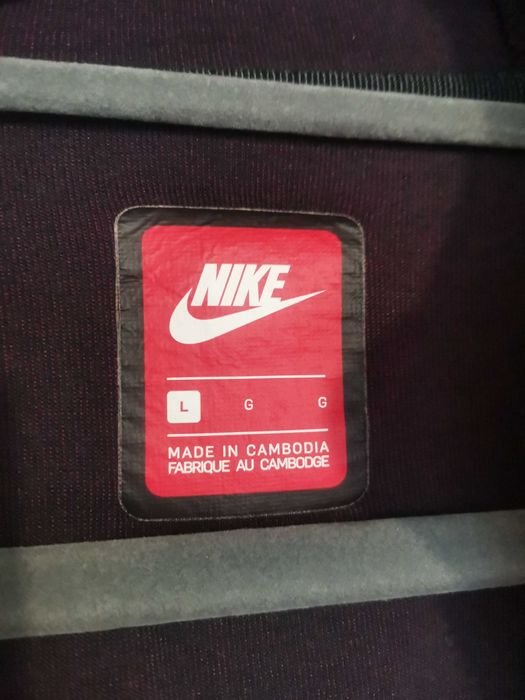 NIKE
L G G
MADE IN CAMBODIA
FABRIQUE AU CAMBODGE